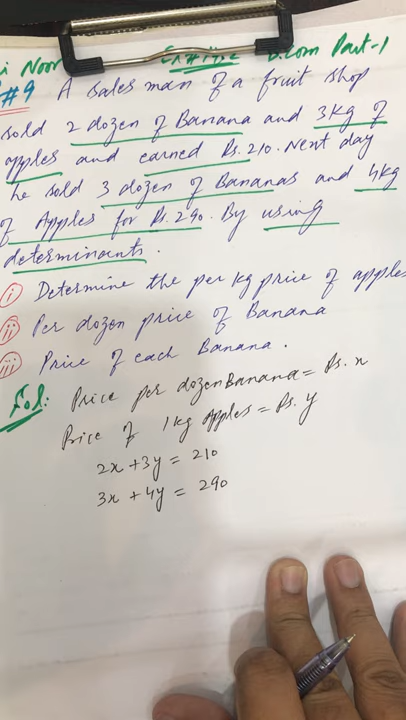 Noor Exercise B.Com Part-1
#9 A sales man of a fruit shop
sold 2 dozen of Banana and 3kg of
apples and earned Rs.210. Next day
he sold 3 dozen of Bananas and 4kg
of Apples for Rs.290. By using
determinants.
(i) Determine the per kg price of apples
(ii) Per dozen price of Banana
(iii) Price of each Banana.
Sol: Price per dozen Banana = Rs. x
Price of 1kg Apples = Rs. y
2x + 3y = 210
3x + 4y = 290